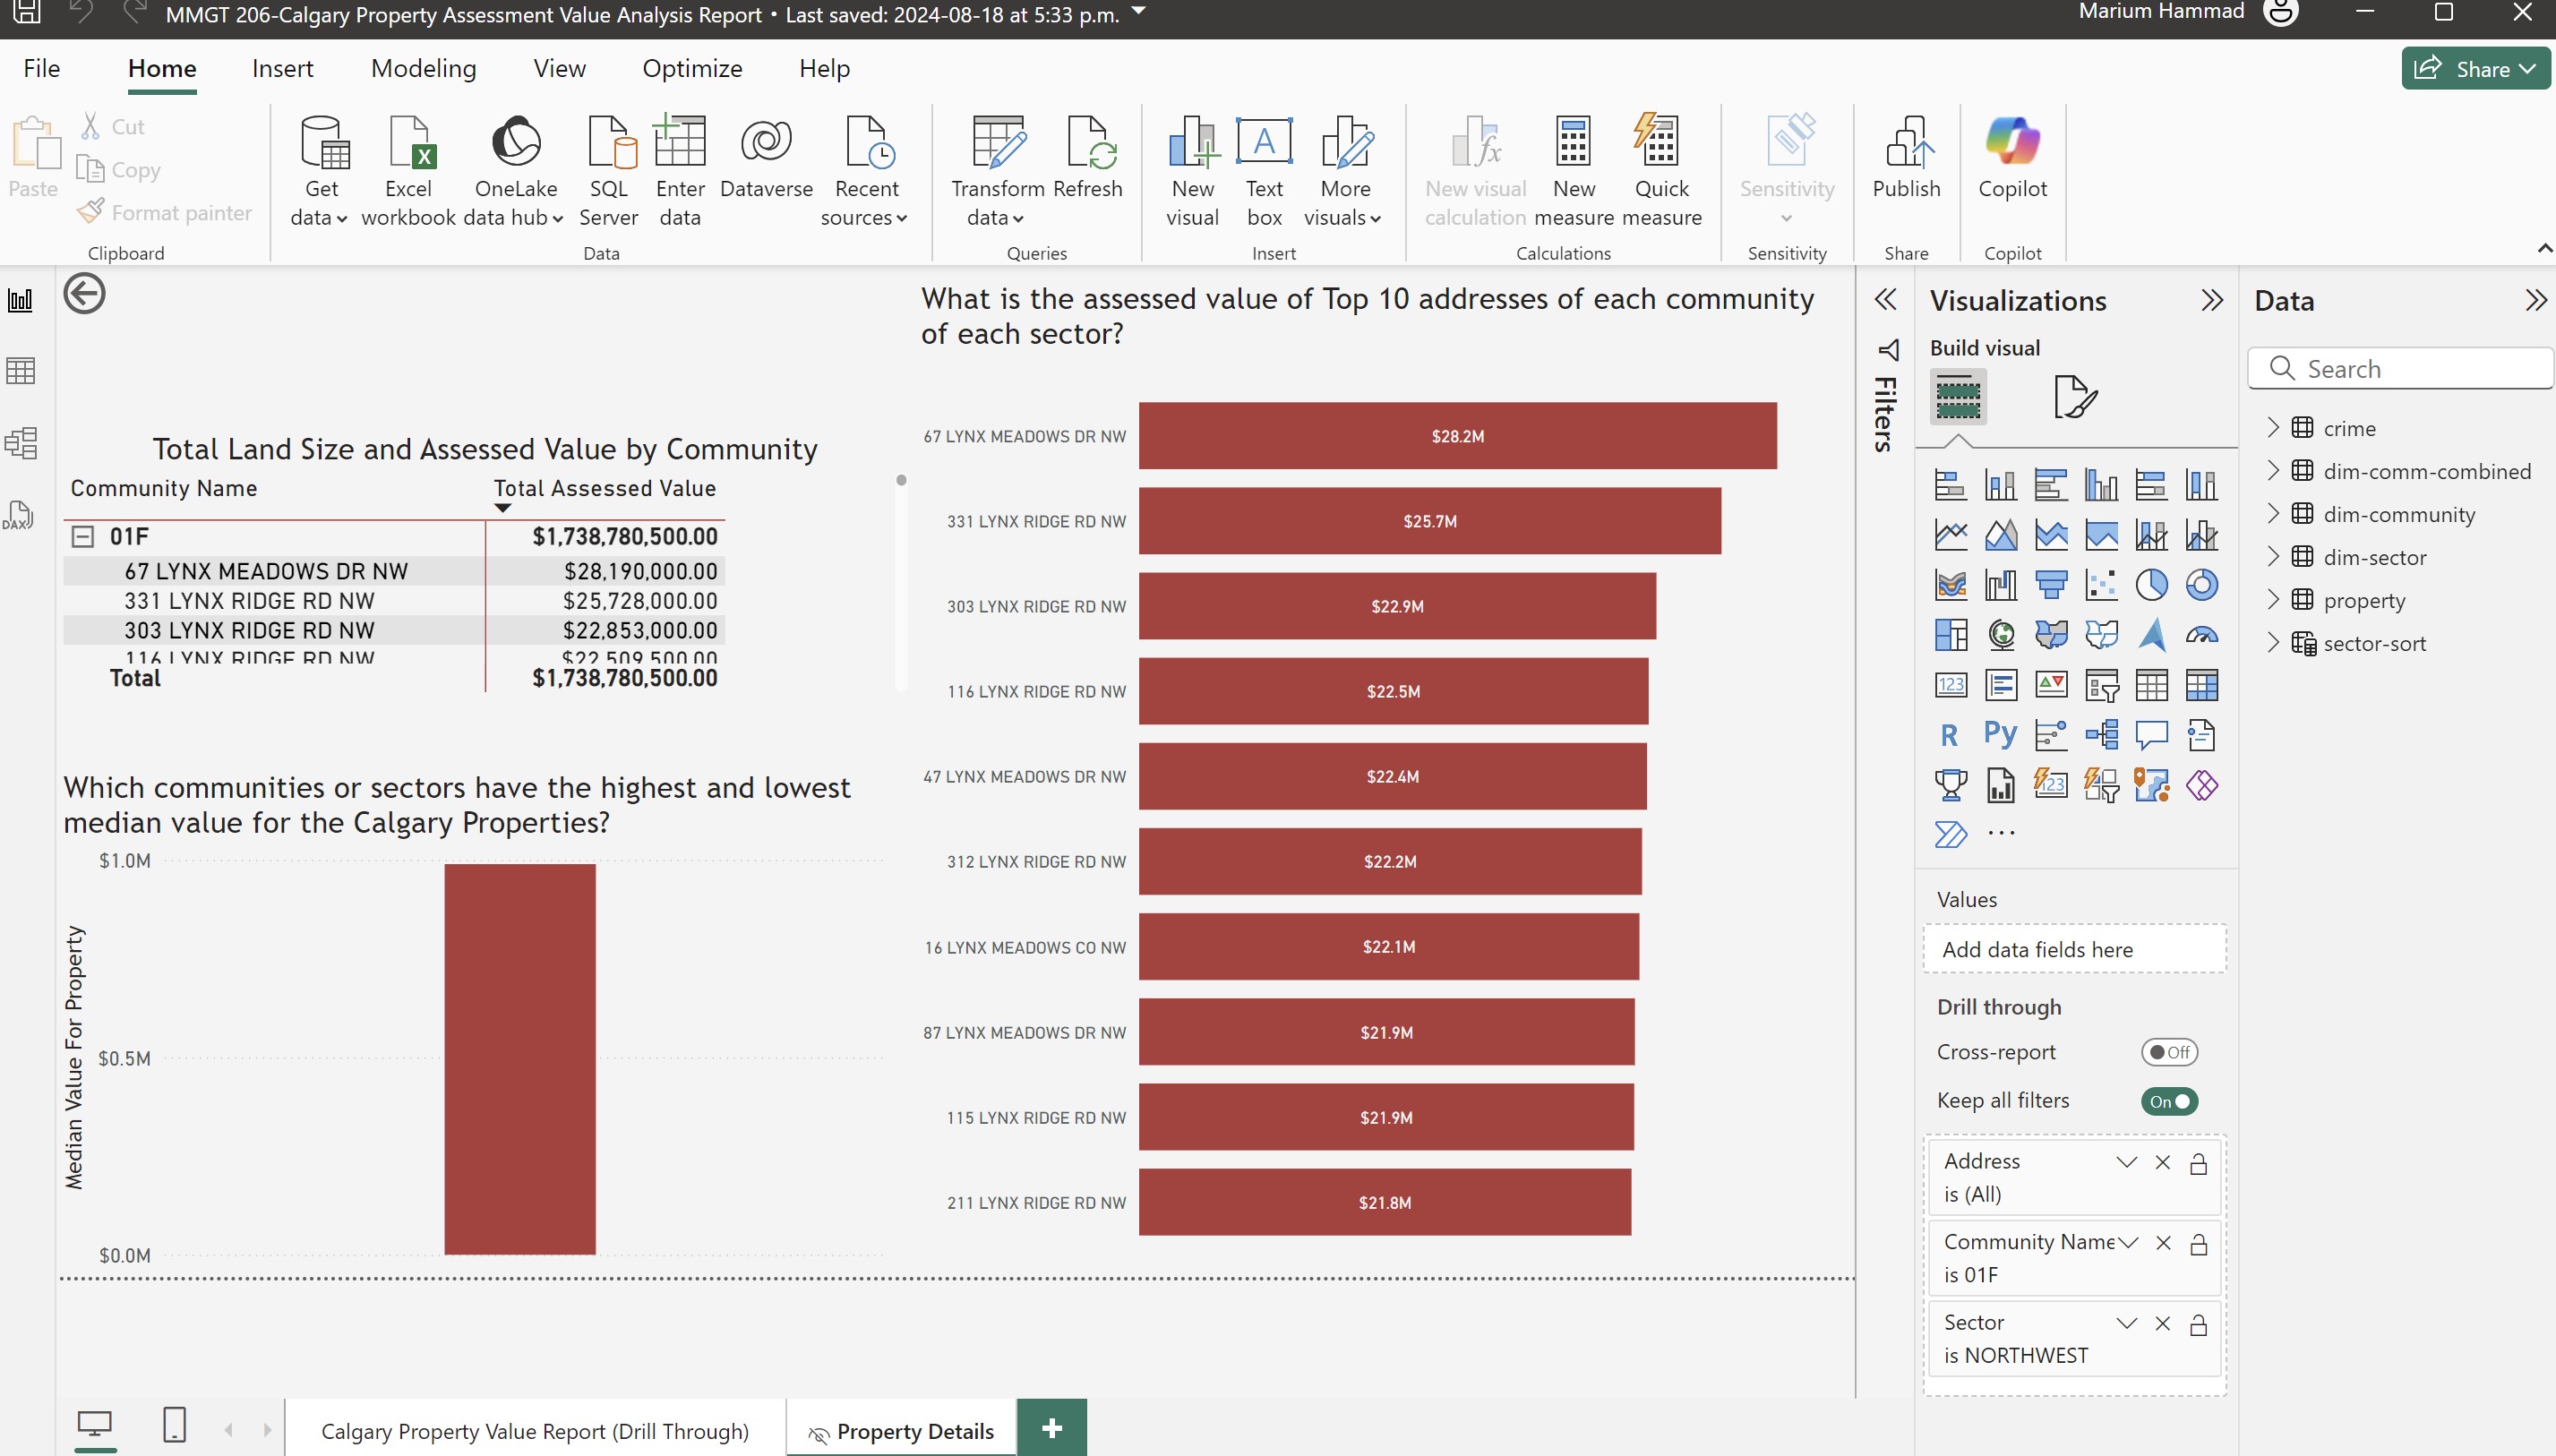 MMGT 206-Calgary Property Assessment Value Analysis Report • Last saved: 2024-08-18 at 5:33 p.m.
Marium Hammad
File Home Insert Modeling View Optimize Help
Share
Paste
Cut
Copy
Format painter
Clipboard
Get data
Excel workbook
OneLake data hub
SQL Server
Enter data
Dataverse
Recent sources
Data
Transform data
Refresh
Queries
New visual
Text box
More visuals
Insert
New visual calculation
New measure
Quick measure
Calculations
Sensitivity
Sensitivity
Publish
Share
Copilot
Copilot
DAX
Total Land Size and Assessed Value by Community
Community Name Total Assessed Value
01F $1,738,780,500.00
67 LYNX MEADOWS DR NW $28,190,000.00
331 LYNX RIDGE RD NW $25,728,000.00
303 LYNX RIDGE RD NW $22,853,000.00
116 LYNX RIDGE RD NW $22,509,500.00
Total $1,738,780,500.00
Which communities or sectors have the highest and lowest
median value for the Calgary Properties?
Median Value For Property
$1.0M
$0.5M
$0.0M
What is the assessed value of Top 10 addresses of each community
of each sector?
67 LYNX MEADOWS DR NW $28.2M
331 LYNX RIDGE RD NW $25.7M
303 LYNX RIDGE RD NW $22.9M
116 LYNX RIDGE RD NW $22.5M
47 LYNX MEADOWS DR NW $22.4M
312 LYNX RIDGE RD NW $22.2M
16 LYNX MEADOWS CO NW $22.1M
87 LYNX MEADOWS DR NW $21.9M
115 LYNX RIDGE RD NW $21.9M
211 LYNX RIDGE RD NW $21.8M
Filters
Visualizations
Build visual
123
R Py
123
Values
Add data fields here
Drill through
Cross-report Off
Keep all filters On
Address
is (All)
Community Name
is 01F
Sector
is NORTHWEST
Data
Search
crime
dim-comm-combined
dim-community
dim-sector
property
sector-sort
Calgary Property Value Report (Drill Through)
Property Details